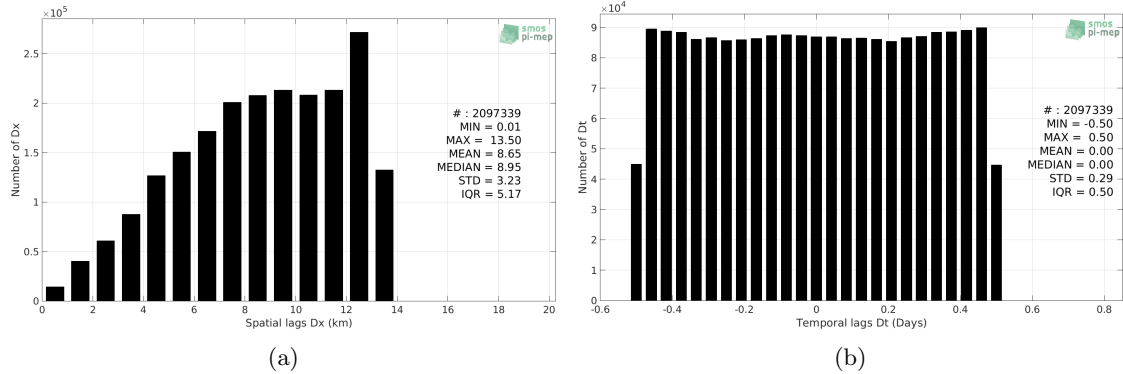 ×10^5
smos
pi-mep
2.5
2
1.5
1
0.5
0
Number of Dx
# : 2097339
MIN = 0.01
MAX = 13.50
MEAN = 8.65
MEDIAN = 8.95
STD = 3.23
IQR = 5.17
0 2 4 6 8 10 12 14 16 18 20
Spatial lags Dx (km)
(a)
×10^4
smos
pi-mep
9
8
7
6
5
4
3
2
1
0
Number of Dt
# : 2097339
MIN = -0.50
MAX = 0.50
MEAN = 0.00
MEDIAN = 0.00
STD = 0.29
IQR = 0.50
-0.6 -0.4 -0.2 0 0.2 0.4 0.6 0.8
Temporal lags Dt (Days)
(b)